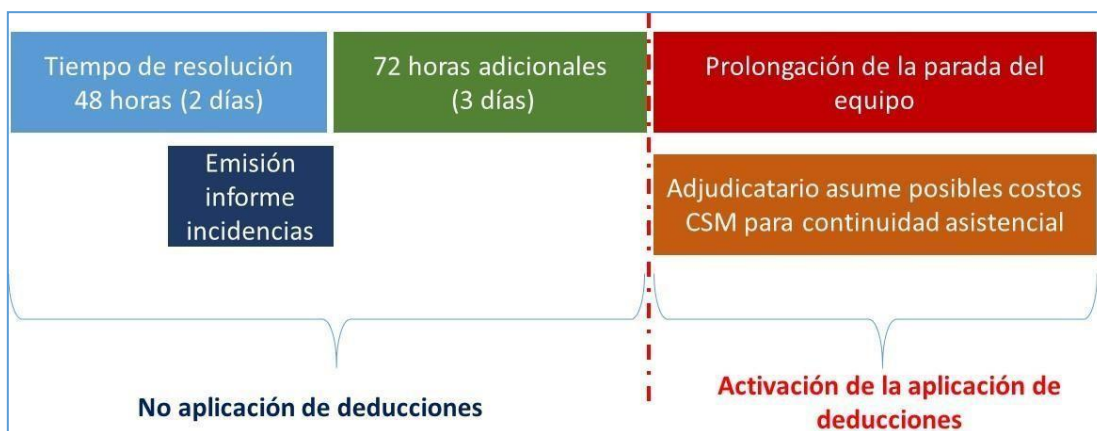 Tiempo de resolución
48 horas (2 días)
72 horas adicionales
(3 días)
Prolongación de la parada del
equipo
Emisión
informe
incidencias
Adjudicatario asume posibles costos
CSM para continuidad asistencial
No aplicación de deducciones
Activación de la aplicación de
deducciones